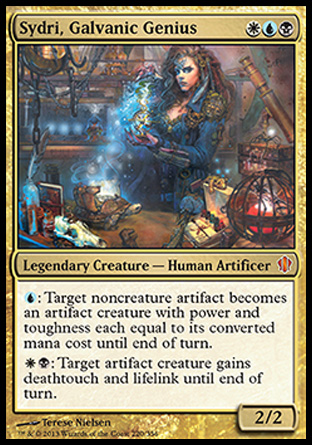 Sydri, Galvanic Genius
Legendary Creature — Human Artificer
: Target noncreature artifact becomes
an artifact creature with power and
toughness each equal to its converted
mana cost until end of turn.
: Target artifact creature gains
deathtouch and lifelink until end of
turn.
Terese Nielsen
2/2
™ & © 2013 Wizards of the Coast 220/356